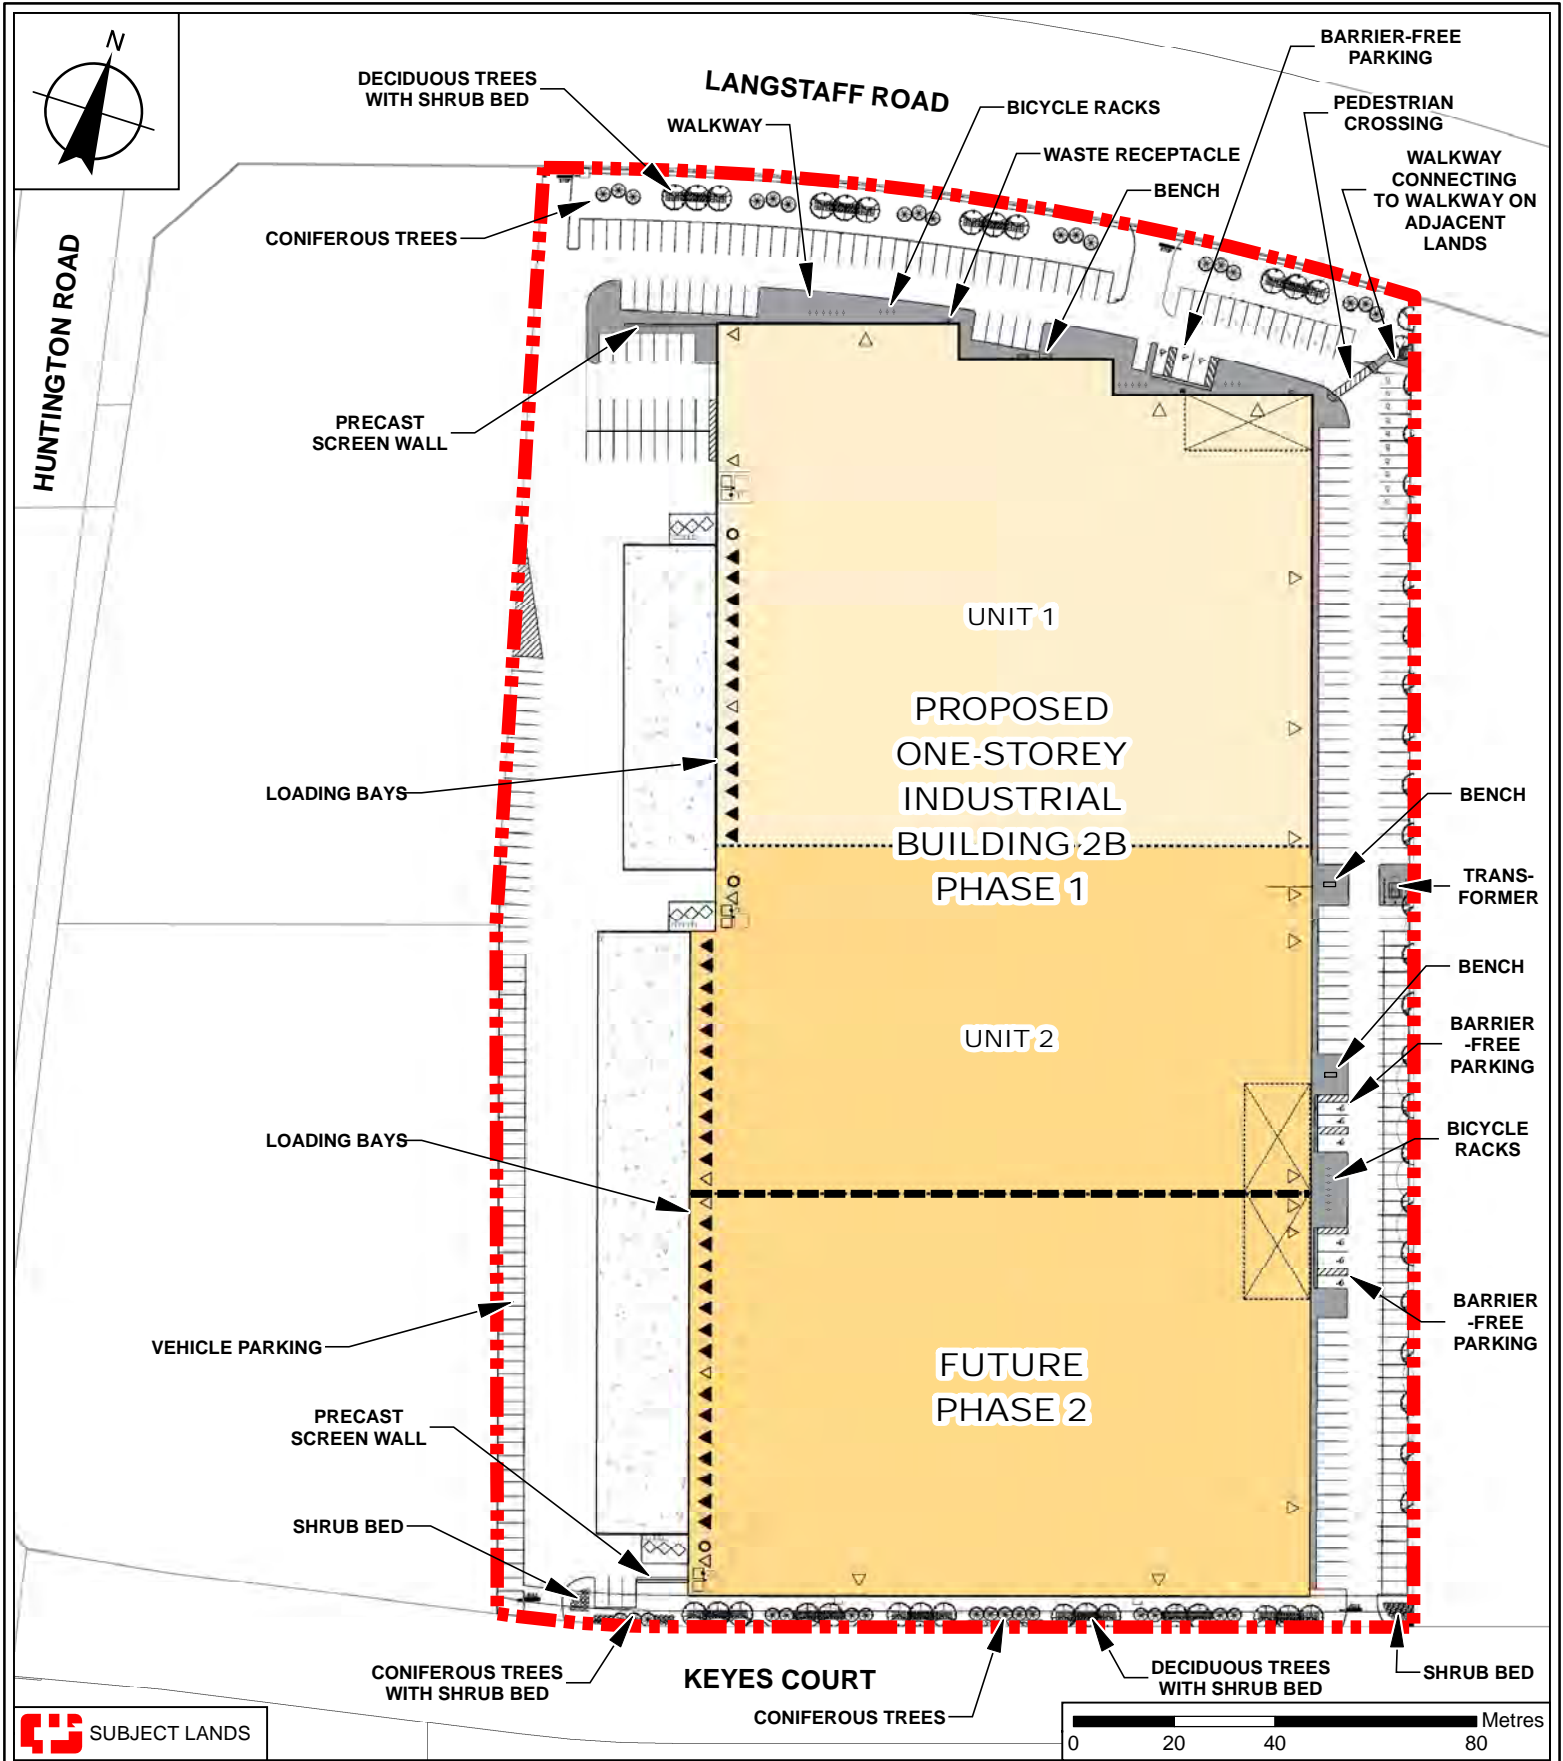 N
LANGSTAFF ROAD
BARRIER-FREE
PARKING
DECIDUOUS TREES
WITH SHRUB BED
BICYCLE RACKS
PEDESTRIAN
CROSSING
WALKWAY
WASTE RECEPTACLE
WALKWAY
CONNECTING
TO WALKWAY ON
ADJACENT
LANDS
BENCH
CONIFEROUS TREES
HUNTINGTON ROAD
PRECAST
SCREEN WALL
UNIT 1
PROPOSED
ONE-STOREY
INDUSTRIAL
BUILDING 2B
PHASE 1
LOADING BAYS
BENCH
TRANS-
FORMER
BENCH
UNIT 2
BARRIER
-FREE
PARKING
LOADING BAYS
BICYCLE
RACKS
VEHICLE PARKING
BARRIER
-FREE
PARKING
FUTURE
PHASE 2
PRECAST
SCREEN WALL
SHRUB BED
CONIFEROUS TREES
WITH SHRUB BED
KEYES COURT
DECIDUOUS TREES
WITH SHRUB BED
SHRUB BED
CONIFEROUS TREES
SUBJECT LANDS
Metres
0 20 40 80